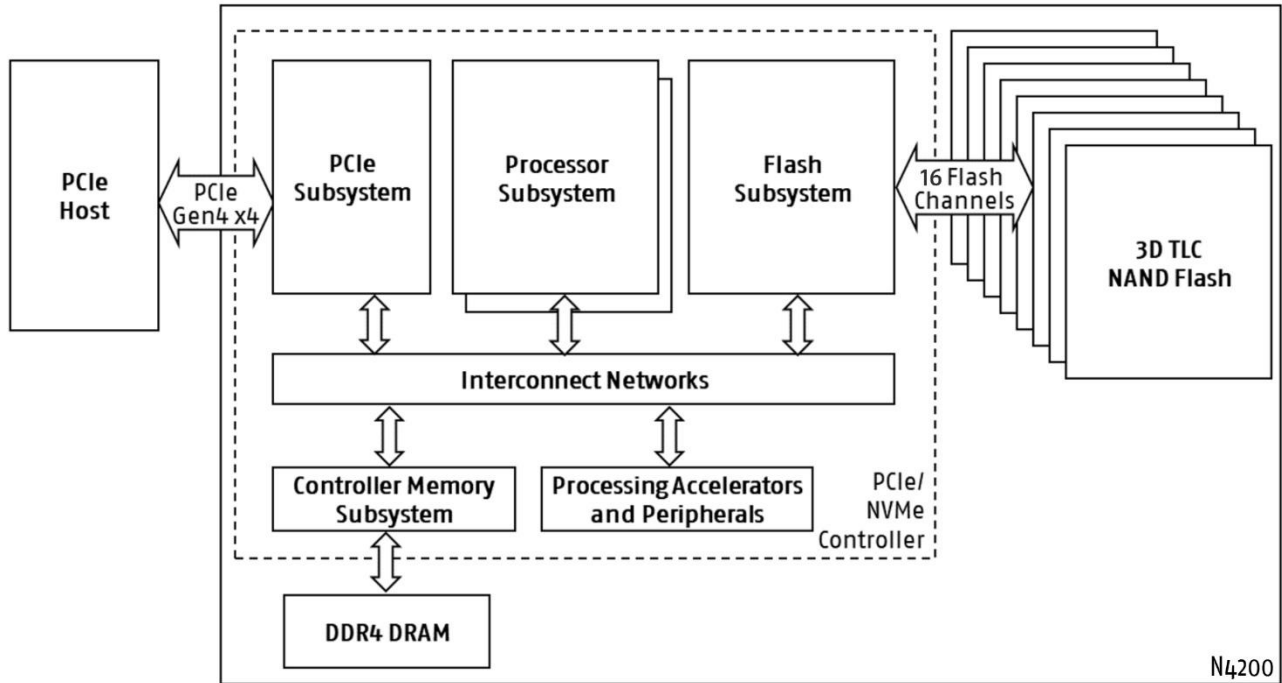 PCIe
Host
PCIe
Gen4 x4
PCIe
Subsystem
Processor
Subsystem
Flash
Subsystem
16 Flash
Channels
3D TLC
NAND Flash
Interconnect Networks
Controller Memory
Subsystem
Processing Accelerators
and Peripherals
PCIe/
NVMe
Controller
DDR4 DRAM
N4200